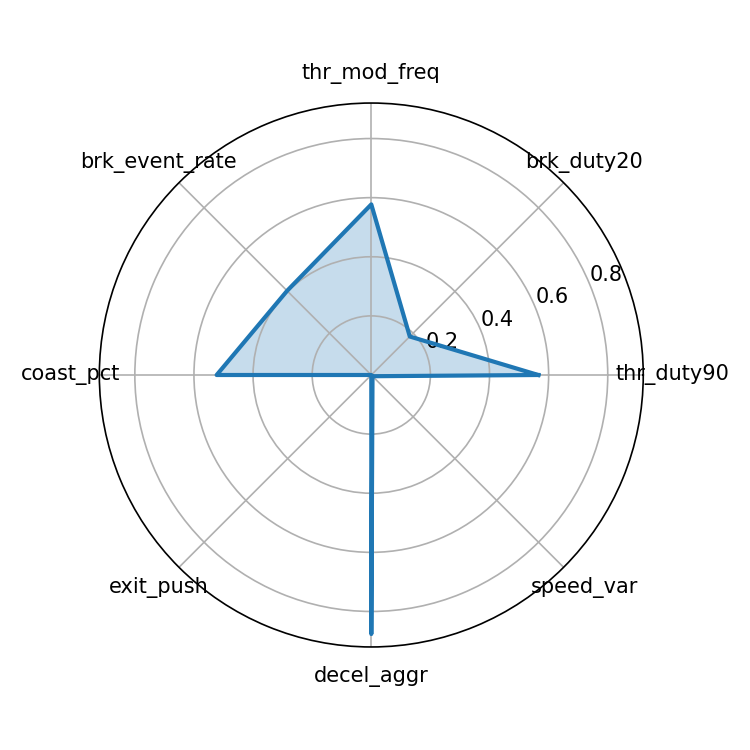 thr_mod_freq
brk_event_rate
brk_duty20
0.8
0.6
0.4
0.2
coast_pct
thr_duty90
exit_push
speed_var
decel_aggr